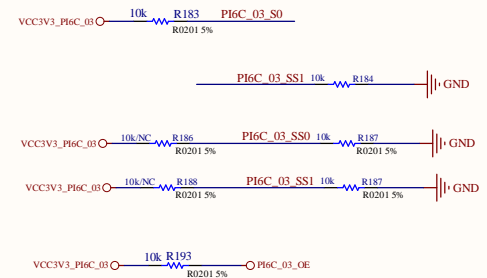 10k R183 PI6C_03_S0
VCC3V3_PI6C_03
R0201 5%
PI6C_03_SS1 10k R184
GND
10k/NC R186 PI6C_03_SS0 10k R187
VCC3V3_PI6C_03 GND
R0201 5% R0201 5%
10k/NC R188 PI6C_03_SS1 10k R187
VCC3V3_PI6C_03 GND
R0201 5% R0201 5%
10k R193
VCC3V3_PI6C_03 PI6C_03_OE
R0201 5%